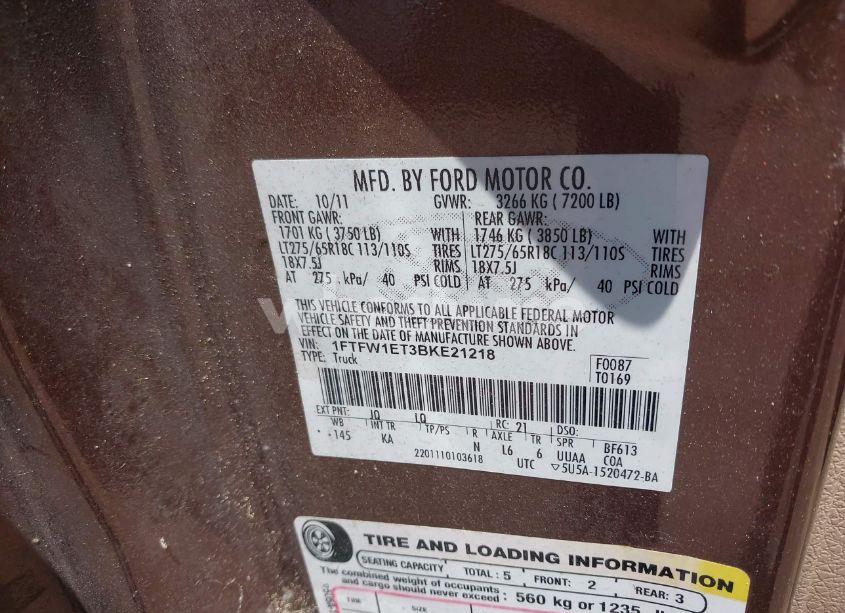 MFD. BY FORD MOTOR CO.
DATE: 10/11 GVWR: 3266 KG ( 7200 LB)
FRONT GAWR: REAR GAWR:
1701 KG ( 3750 LB) WITH 1746 KG ( 3850 LB) WITH
LT275/65R18C 113/110S TIRES LT275/65R18C 113/110S TIRES
18X7.5J RIMS 18X7.5J RIMS
AT 275 kPa/ 40 PSI COLD AT 275 kPa/ 40 PSI COLD
THIS VEHICLE CONFORMS TO ALL APPLICABLE FEDERAL MOTOR
VEHICLE SAFETY AND THEFT PREVENTION STANDARDS IN
EFFECT ON THE DATE OF MANUFACTURE SHOWN ABOVE.
VIN: 1FTFW1ET3BKE21218
TYPE: Truck
F0087
T0169
EXT PNT: JQ LQ RC: 21 DSO:
WB INT TR TP/PS R AXLE TR SPR BF613
145 KA N L6 6 UUAA COA
2201110103618 UTC ▽5U5A-1520472-BA
TIRE AND LOADING INFORMATION
SEATING CAPACITY TOTAL : 5 FRONT: 2 REAR: 3
The combined weight of occupants
and cargo should never exceed : 560 kg or 1235
TIRE SIZE